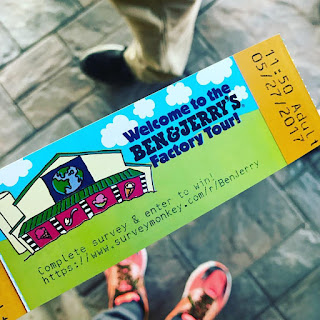 Welcome to the
BEN & JERRY'S®
Factory Tour!
Complete survey & enter to win!
https://www.surveymonkey.com/r/BenJerry
11:50 Adult
05/27/2017